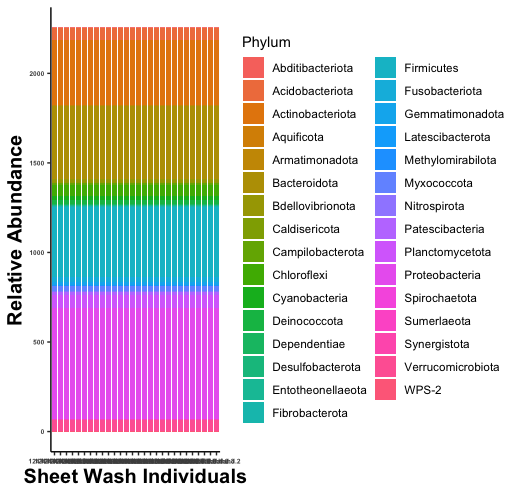 Phylum
Abditibacteriota
Acidobacteriota
Actinobacteriota
Aquificota
Armatimonadota
Bacteroidota
Bdellovibrionota
Caldisericota
Campilobacterota
Chloroflexi
Cyanobacteria
Deinococcota
Dependentiae
Desulfobacterota
Entotheonellaeota
Fibrobacterota
Firmicutes
Fusobacteriota
Gemmatimonadota
Latescibacterota
Methylomirabilota
Myxococcota
Nitrospirota
Patescibacteria
Planctomycetota
Proteobacteria
Spirochaetota
Sumerlaeota
Synergistota
Verrucomicrobiota
WPS-2
Relative Abundance
2000
1500
1000
500
0
Sheet Wash Individuals